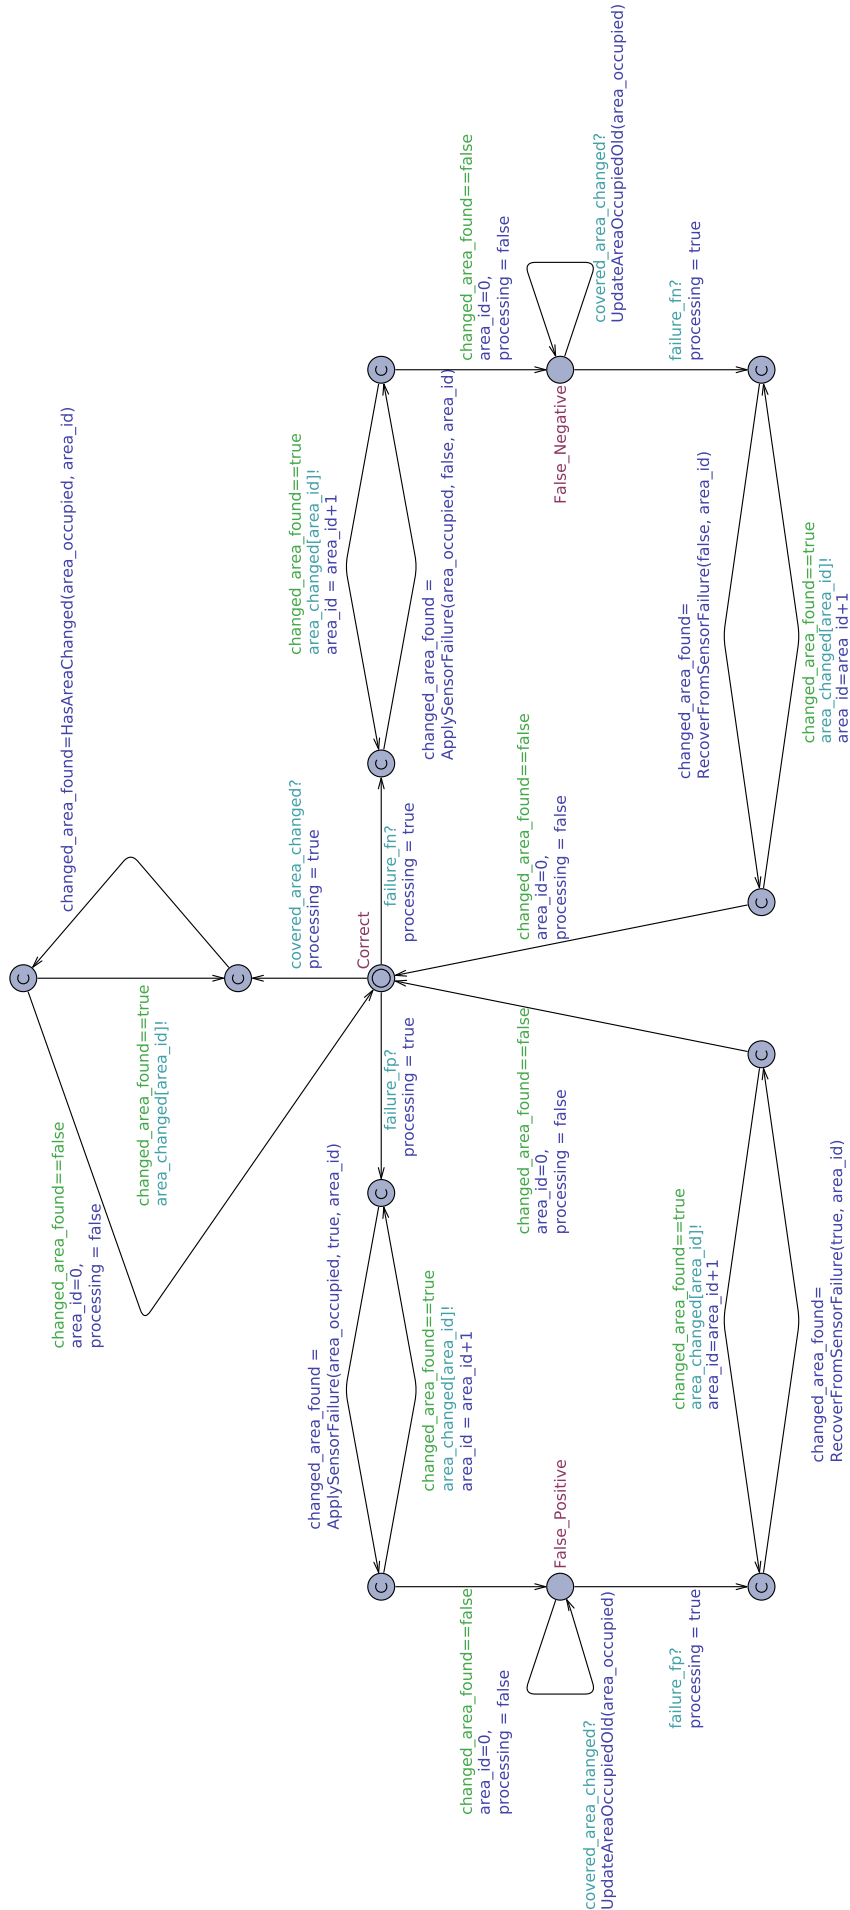 changed_area_found==false
area_id=0,
processing = false
changed_area_found==true
area_changed[area_id]!
changed_area_found=HasAreaChanged(area_occupied, area_id)
covered_area_changed?
processing = true
Correct
changed_area_found =
ApplySensorFailure(area_occupied, true, area_id)
failure_fp?
processing = true
failure_fn?
processing = true
changed_area_found==true
area_changed[area_id]!
area_id = area_id+1
changed_area_found==true
area_changed[area_id]!
area_id = area_id+1
changed_area_found =
ApplySensorFailure(area_occupied, false, area_id)
changed_area_found==false
area_id=0,
processing = false
changed_area_found==false
area_id=0,
processing = false
changed_area_found==false
area_id=0,
processing = false
changed_area_found==false
area_id=0,
processing = false
False_Positive
False_Negative
covered_area_changed?
UpdateAreaOccupiedOld(area_occupied)
covered_area_changed?
UpdateAreaOccupiedOld(area_occupied)
failure_fp?
processing = true
changed_area_found==true
area_changed[area_id]!
area_id=area_id+1
changed_area_found=
RecoverFromSensorFailure(false, area_id)
failure_fn?
processing = true
changed_area_found=
RecoverFromSensorFailure(true, area_id)
changed_area_found==true
area_changed[area_id]!
area_id=area_id+1
C
C
C
C
C
C
C
C
C
C